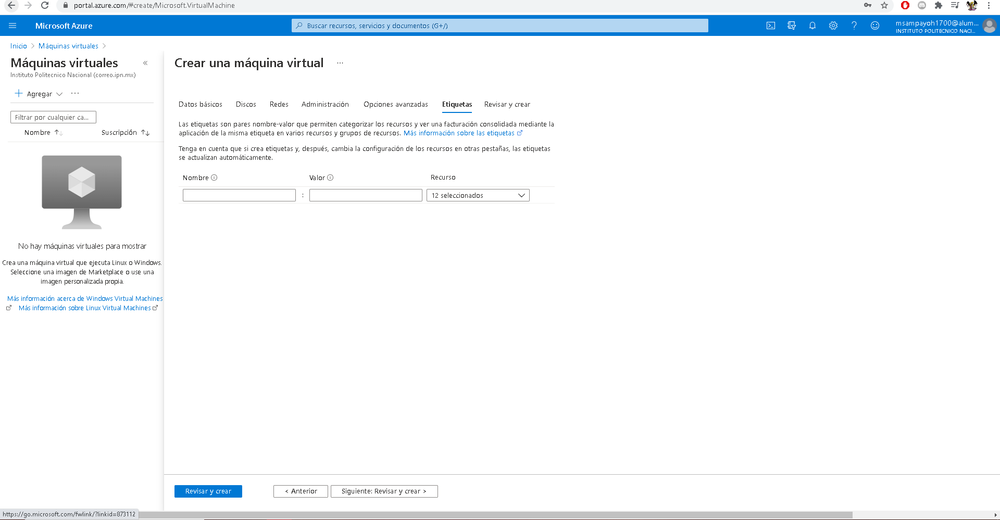 portal.azure.com/#create/Microsoft.VirtualMachine
Microsoft Azure
Buscar recursos, servicios y documentos (G+/)
msampayoh1700@alum...
INSTITUTO POLITECNICO NACI...
Inicio > Máquinas virtuales >
Máquinas virtuales «
Instituto Politecnico Nacional (correo.ipn.mx)
+ Agregar ...
Filtrar por cualquier ca...
Nombre ↑↓ Suscripción ↑↓
No hay máquinas virtuales para mostrar
Crea una máquina virtual que ejecuta Linux o Windows.
Seleccione una imagen de Marketplace o use una
imagen personalizada propia.
Más información acerca de Windows Virtual Machines
Más información sobre Linux Virtual Machines
Crear una máquina virtual ...
Datos básicos Discos Redes Administración Opciones avanzadas Etiquetas Revisar y crear
Las etiquetas son pares nombre-valor que permiten categorizar los recursos y ver una facturación consolidada mediante la
aplicación de la misma etiqueta en varios recursos y grupos de recursos. Más información sobre las etiquetas
Tenga en cuenta que si crea etiquetas y, después, cambia la configuración de los recursos en otras pestañas, las etiquetas
se actualizan automáticamente.
Nombre Valor Recurso
: 12 seleccionados
Revisar y crear < Anterior Siguiente: Revisar y crear >
https://go.microsoft.com/fwlink/?linkid=873112